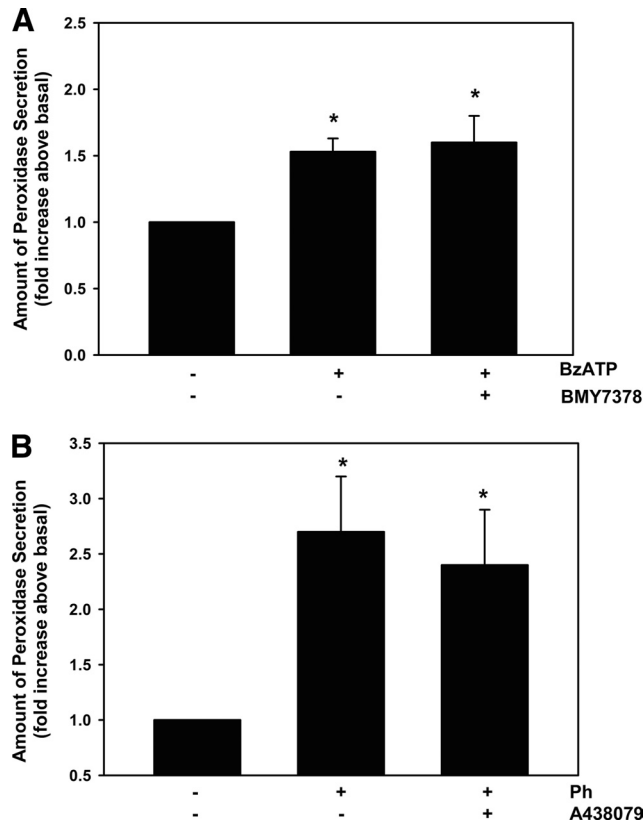 A
Amount of Peroxidase Secretion
(fold increase above basal)
2.5
2.0
1.5
1.0
0.5
0.0
*
*
- + + BzATP
- - + BMY7378
B
Amount of Peroxidase Secretion
(fold increase above basal)
3.5
3.0
2.5
2.0
1.5
1.0
0.5
*
*
- + + Ph
- - + A438079